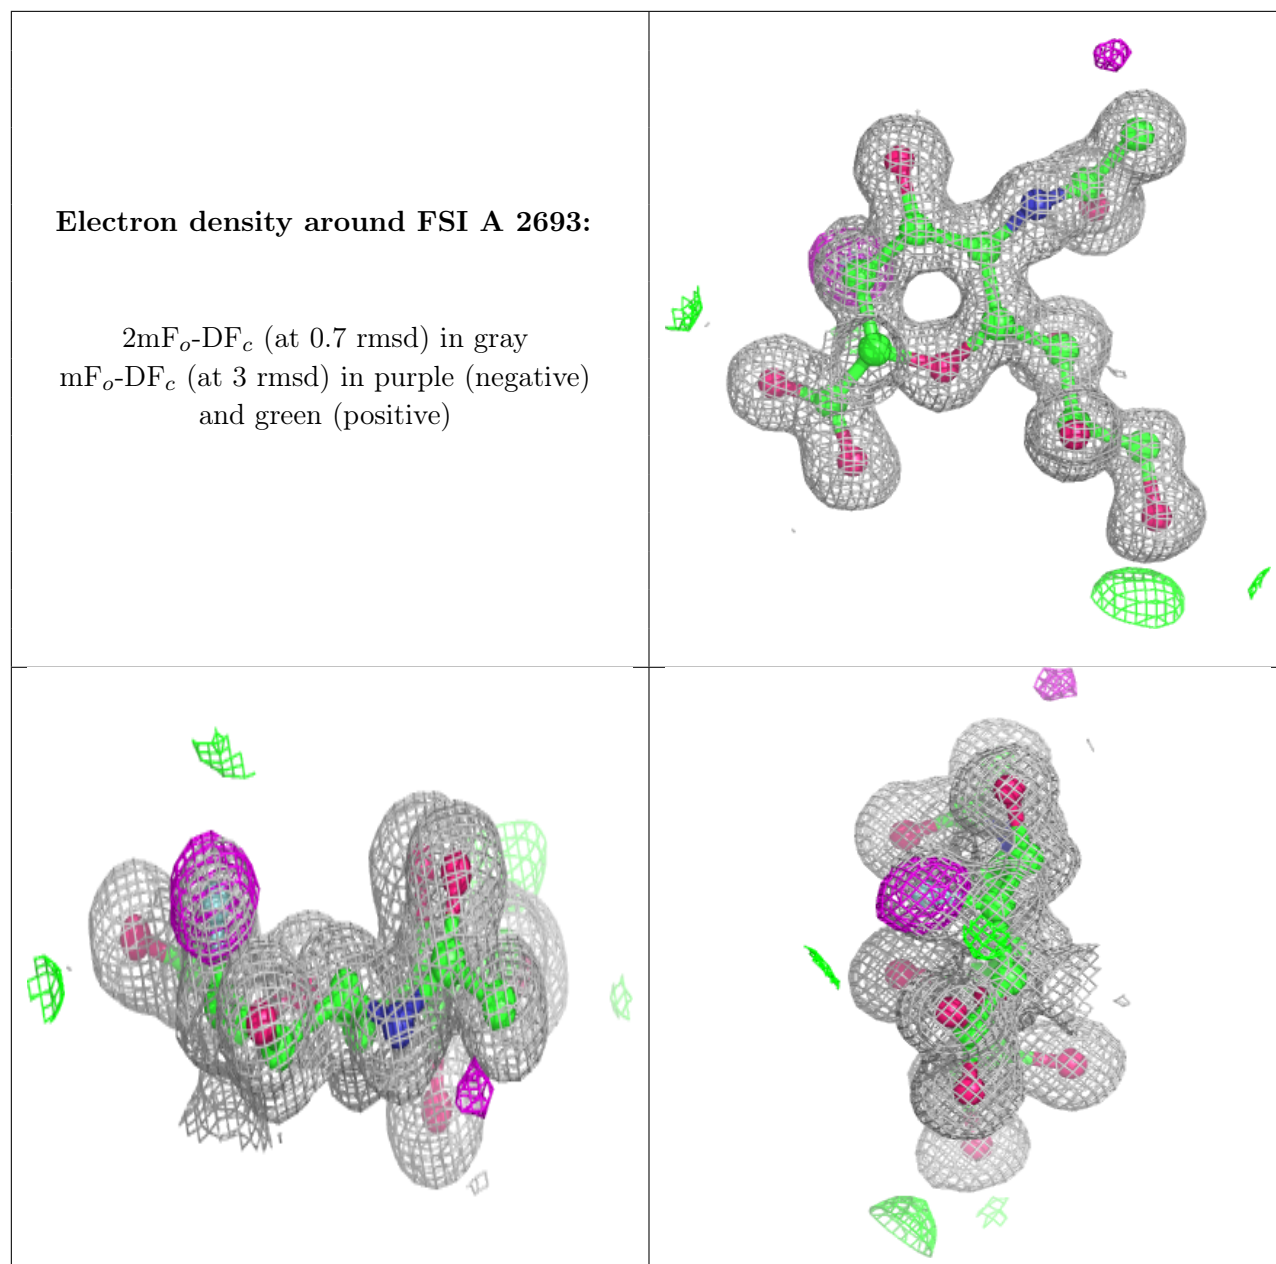 Electron density around FSI A 2693:
2mFo-DFc (at 0.7 rmsd) in gray
mFo-DFc (at 3 rmsd) in purple (negative)
and green (positive)